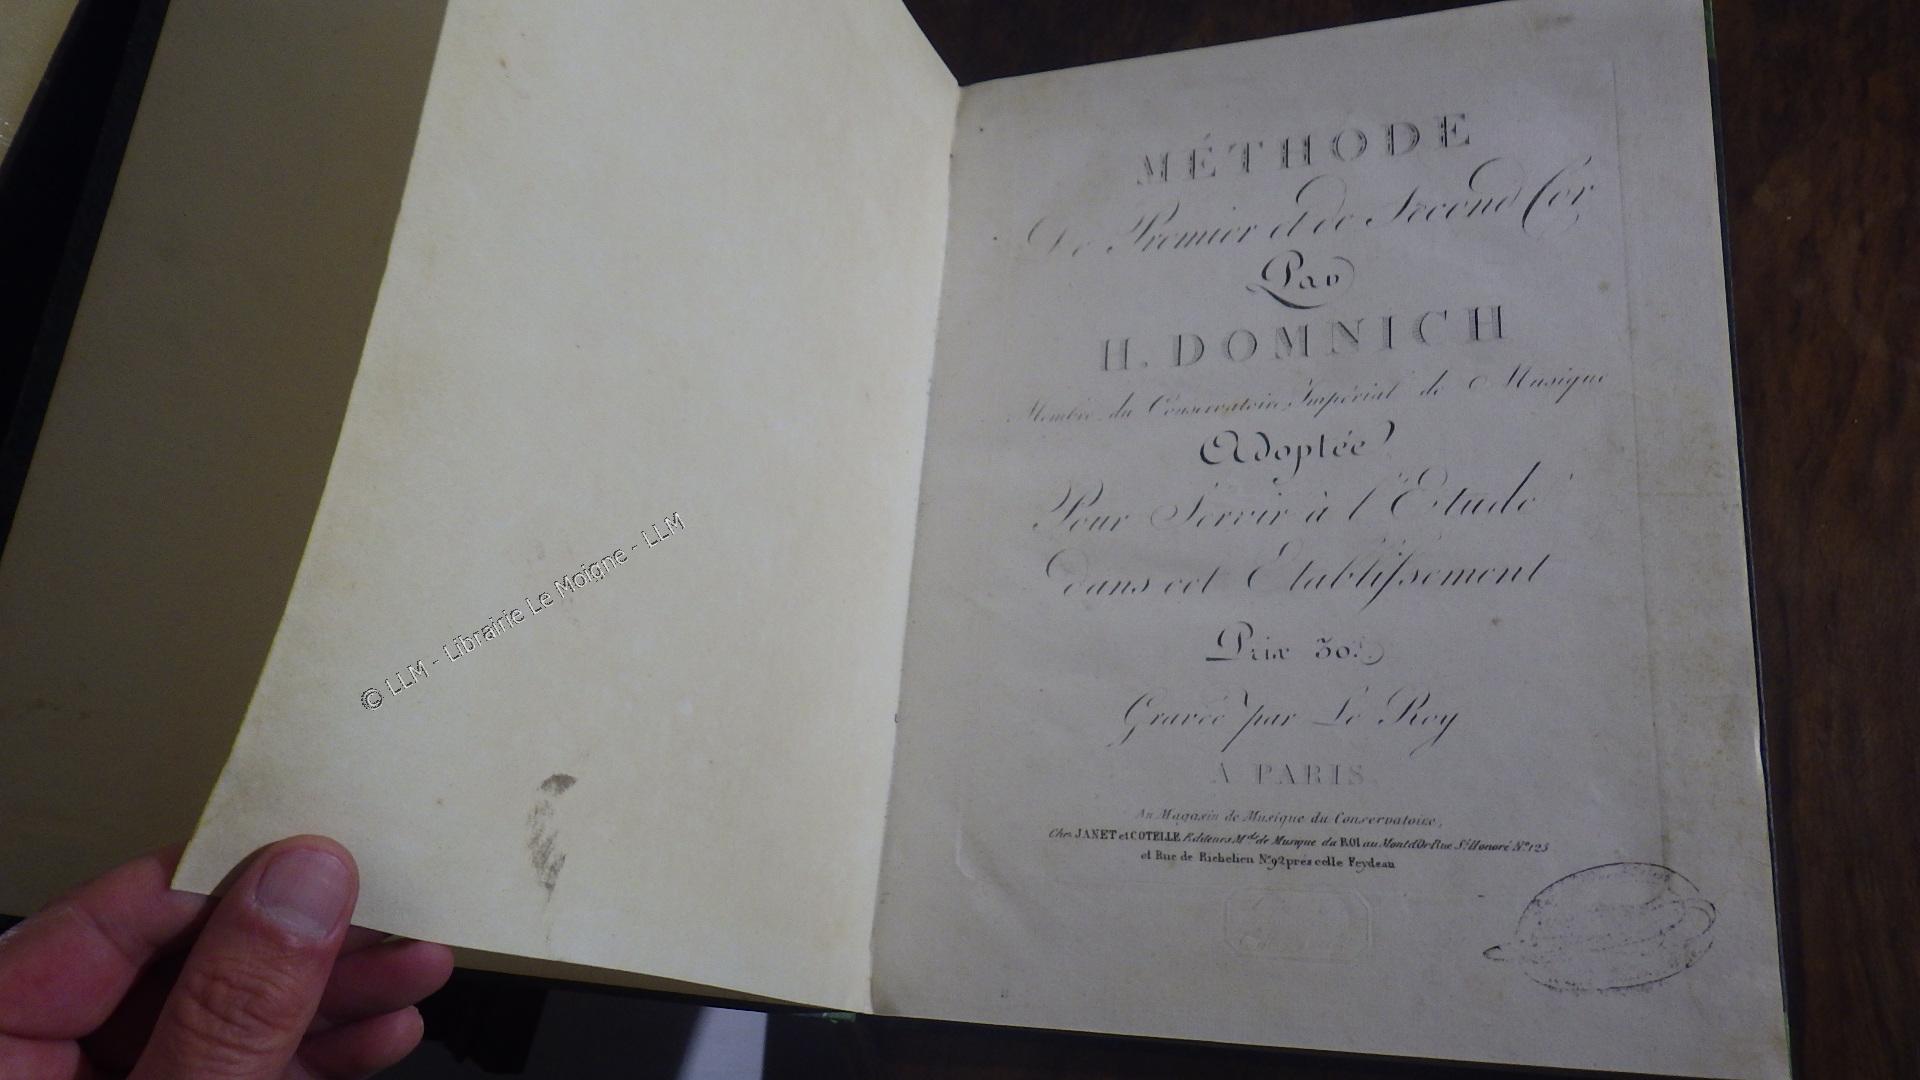 © LLM - Librairie Le Moigne - LLM
MÉTHODE
De Premier et de Second Cor
Par
H. DOMNICH
Membre du Conservatoire Impérial de Musique
Adoptée
Pour Servir à l'Etude
dans cet Etablissement
Prix 30.
Gravée par Le Roy
À PARIS.
Au Magasin de Musique du Conservatoire,
Chez JANET et COTELLE Editeurs Mds de Musique du ROI au Mont d'Or Rue St Honoré No 125
et Rue de Richelieu No 92 près celle Feydeau